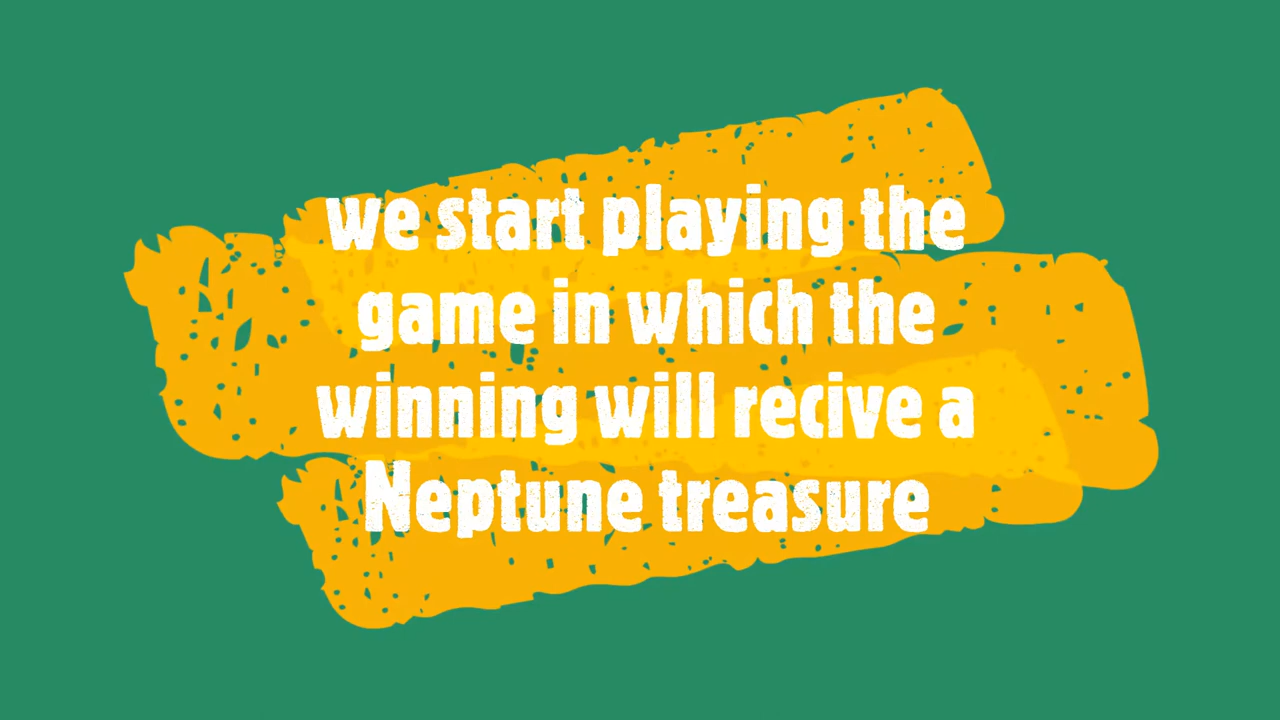 we start playing the
game in which the
winning will recive a
Neptune treasure